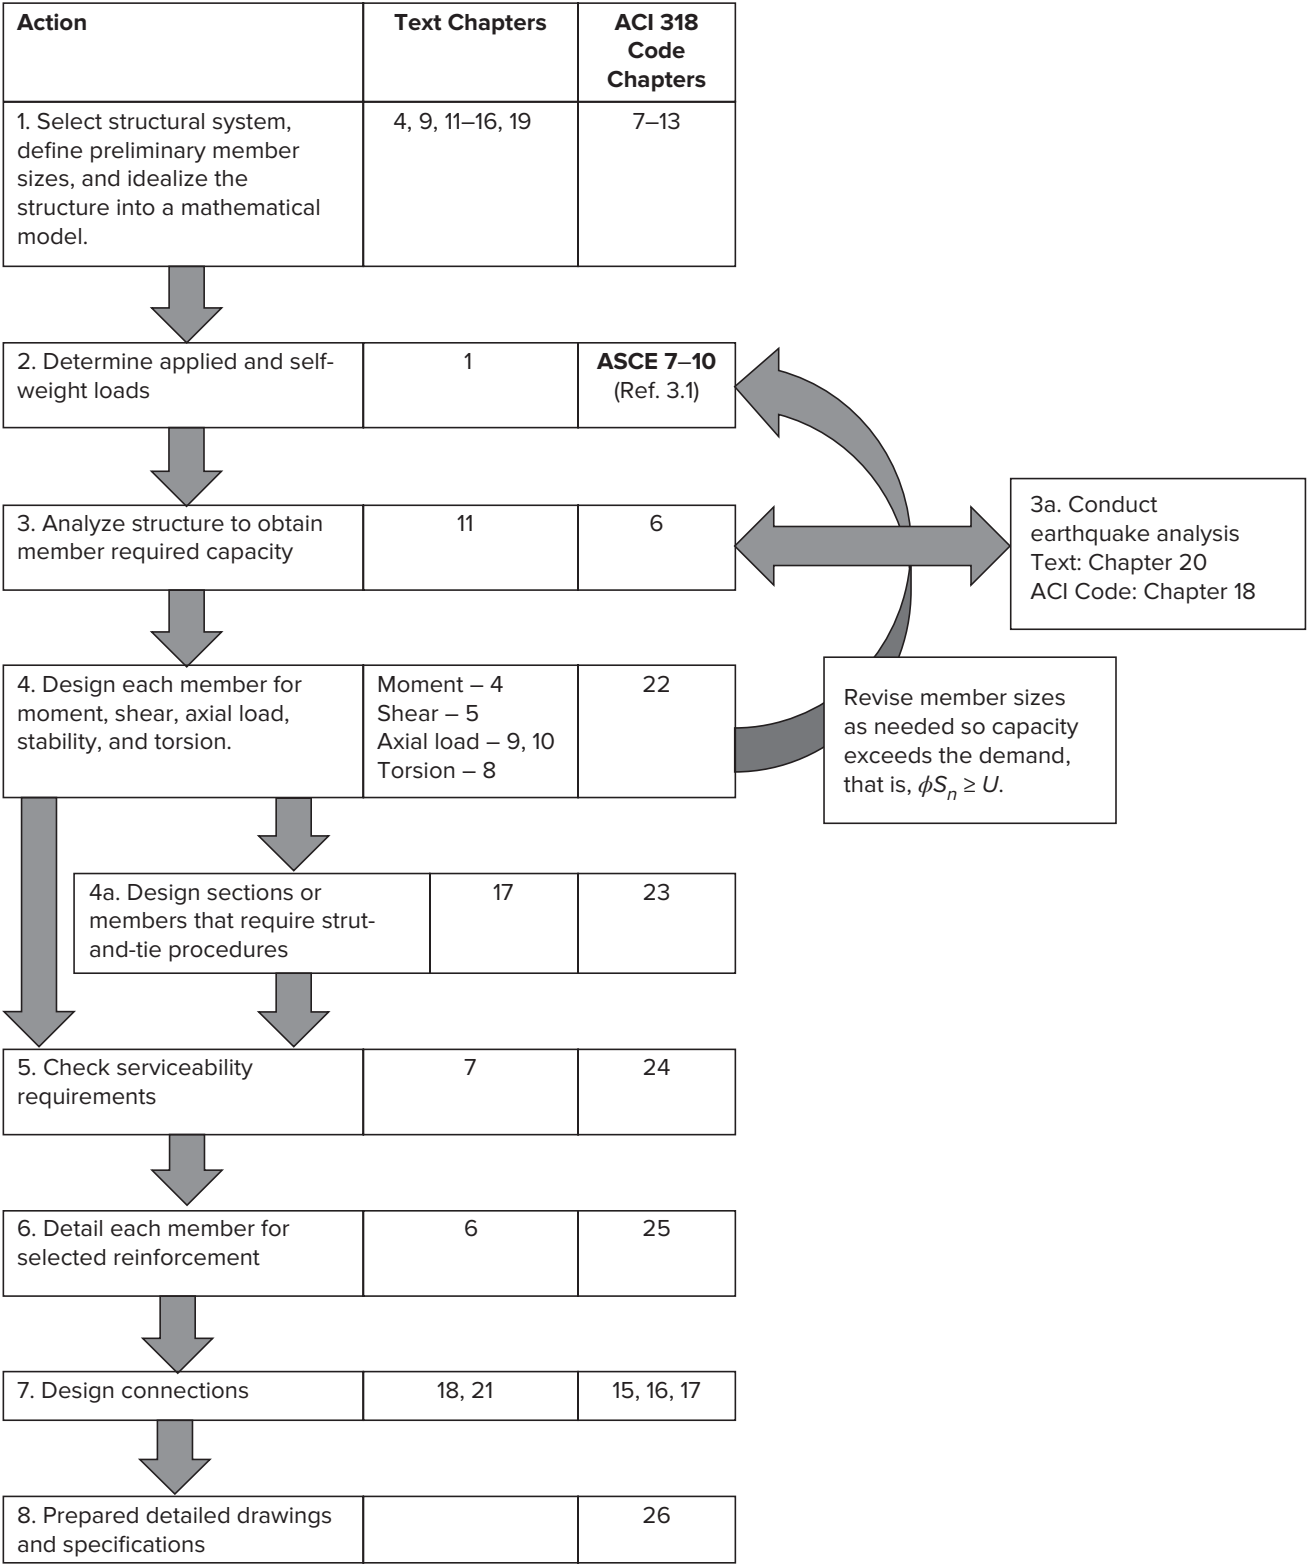 Action
Text Chapters
ACI 318
Code
Chapters
1. Select structural system,
define preliminary member
sizes, and idealize the
structure into a mathematical
model.
4, 9, 11–16, 19
7–13
2. Determine applied and self-
weight loads
1
ASCE 7–10
(Ref. 3.1)
3. Analyze structure to obtain
member required capacity
11
6
3a. Conduct
earthquake analysis
Text: Chapter 20
ACI Code: Chapter 18
4. Design each member for
moment, shear, axial load,
stability, and torsion.
Moment – 4
Shear – 5
Axial load – 9, 10
Torsion – 8
22
Revise member sizes
as needed so capacity
exceeds the demand,
that is, ϕSₙ ≥ U.
4a. Design sections or
members that require strut-
and-tie procedures
17
23
5. Check serviceability
requirements
7
24
6. Detail each member for
selected reinforcement
6
25
7. Design connections
18, 21
15, 16, 17
8. Prepared detailed drawings
and specifications
26